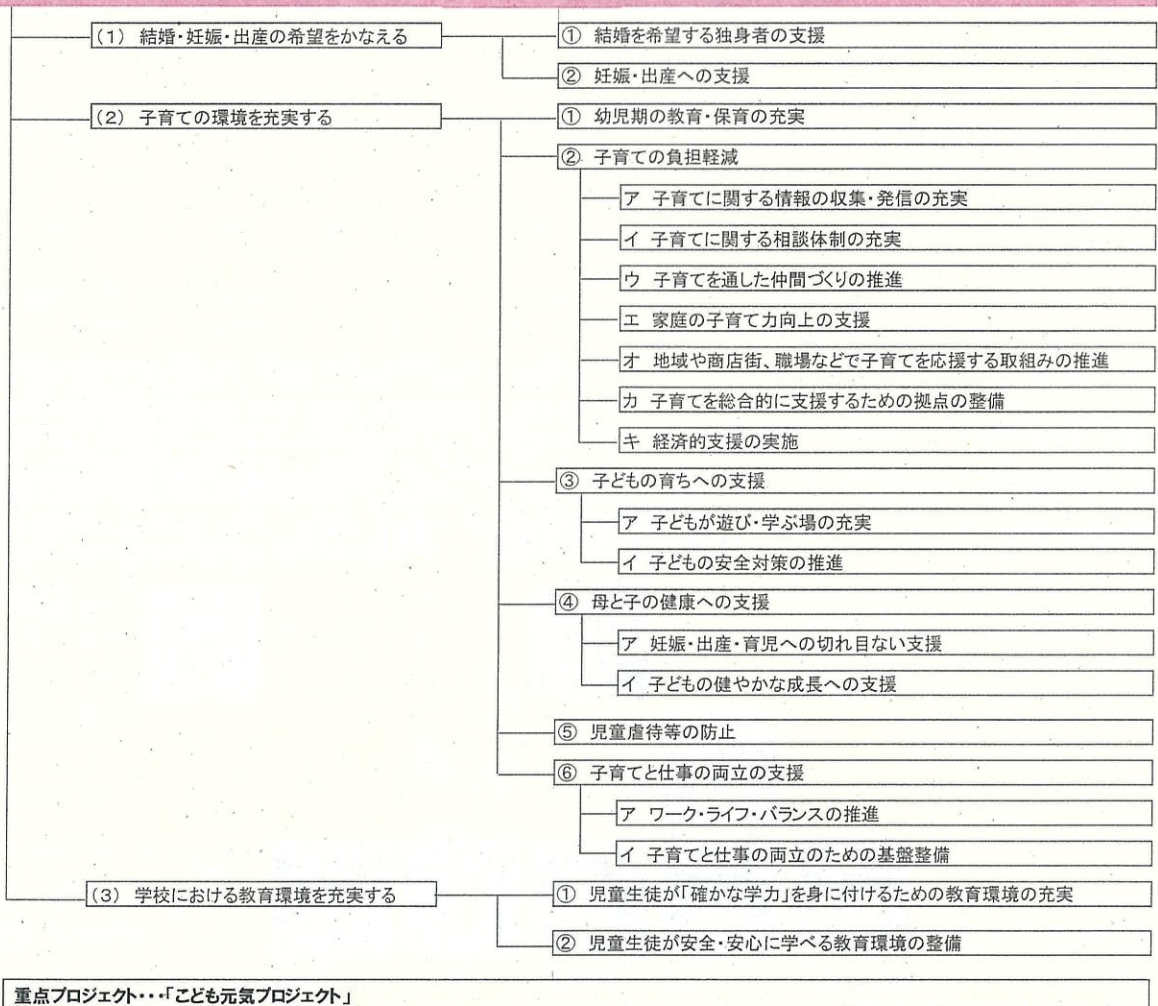 (1) 結婚・妊娠・出産の希望をかなえる
① 結婚を希望する独身者の支援
② 妊娠・出産への支援
(2) 子育ての環境を充実する
① 幼児期の教育・保育の充実
② 子育ての負担軽減
ア 子育てに関する情報の収集・発信の充実
イ 子育てに関する相談体制の充実
ウ 子育てを通した仲間づくりの推進
エ 家庭の子育て力向上の支援
オ 地域や商店街、職場などで子育てを応援する取組みの推進
カ 子育てを総合的に支援するための拠点の整備
キ 経済的支援の実施
③ 子どもの育ちへの支援
ア 子どもが遊び・学ぶ場の充実
イ 子どもの安全対策の推進
④ 母と子の健康への支援
ア 妊娠・出産・育児への切れ目ない支援
イ 子どもの健やかな成長への支援
⑤ 児童虐待等の防止
⑥ 子育てと仕事の両立の支援
ア ワーク・ライフ・バランスの推進
イ 子育てと仕事の両立のための基盤整備
(3) 学校における教育環境を充実する
① 児童生徒が「確かな学力」を身に付けるための教育環境の充実
② 児童生徒が安全・安心に学べる教育環境の整備
重点プロジェクト・・・「こども元気プロジェクト」